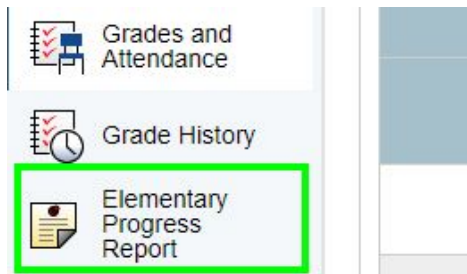 Grades and
Attendance
Grade History
Elementary
Progress
Report